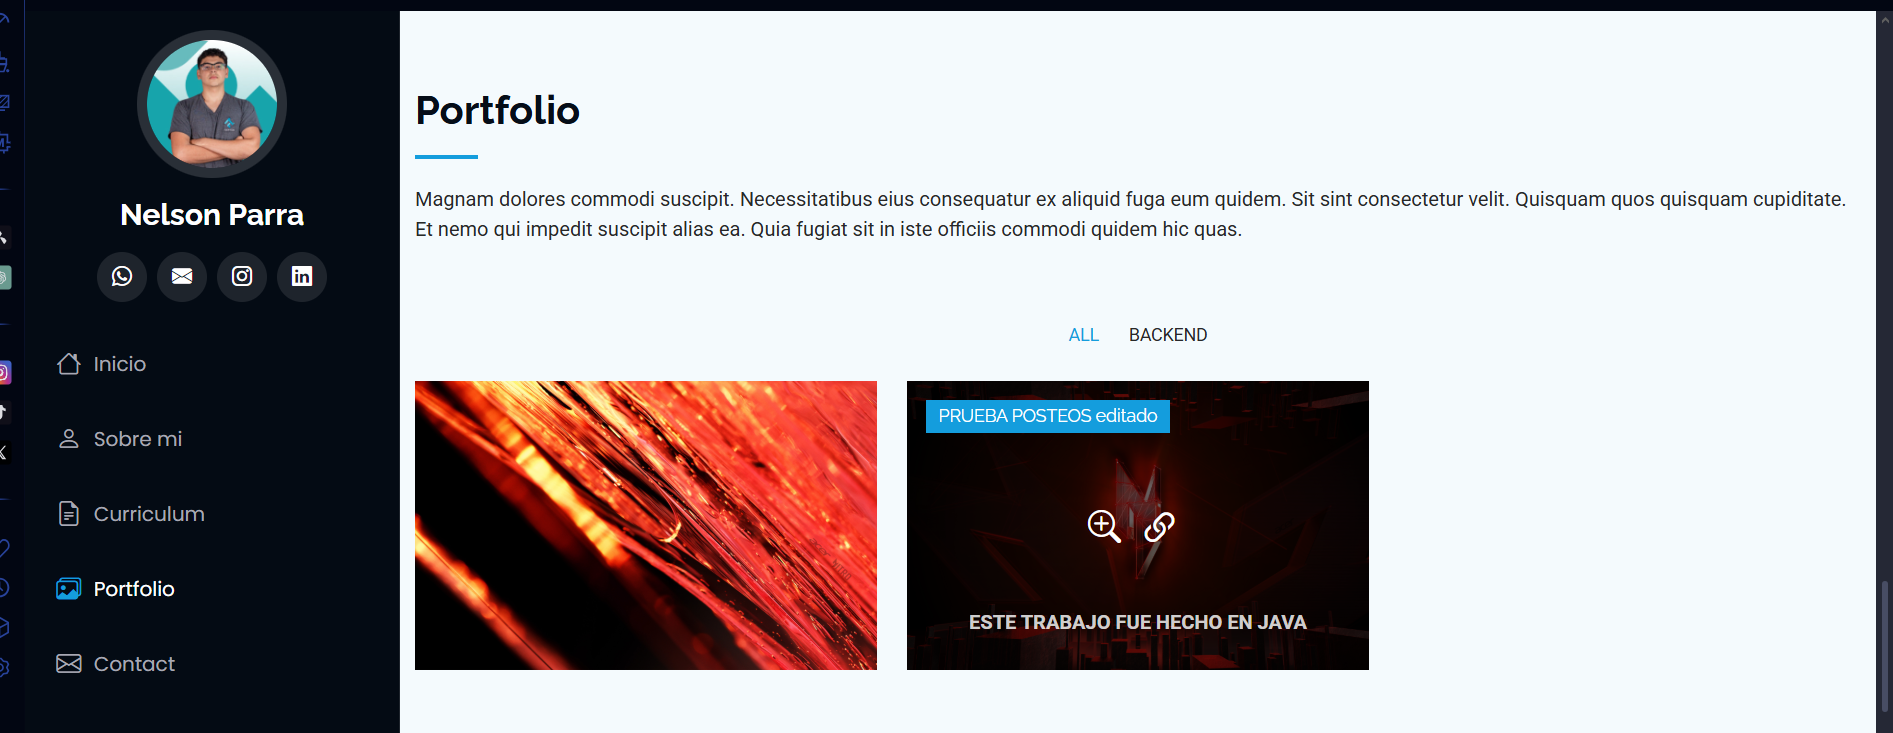 Nelson Parra
Inicio
Sobre mi
Curriculum
Portfolio
Contact
Portfolio
Magnam dolores commodi suscipit. Necessitatibus eius consequatur ex aliquid fuga eum quidem. Sit sint consectetur velit. Quisquam quos quisquam cupiditate.
Et nemo qui impedit suscipit alias ea. Quia fugiat sit in iste officiis commodi quidem hic quas.
ALL BACKEND
PRUEBA POSTEOS editado
ESTE TRABAJO FUE HECHO EN JAVA